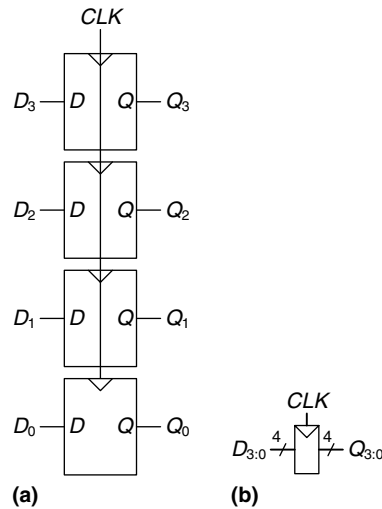 CLK
D3 D Q Q3
D2 D Q Q2
D1 D Q Q1
D0 D Q Q0
(a)
CLK
D3:0 4 4 Q3:0
(b)